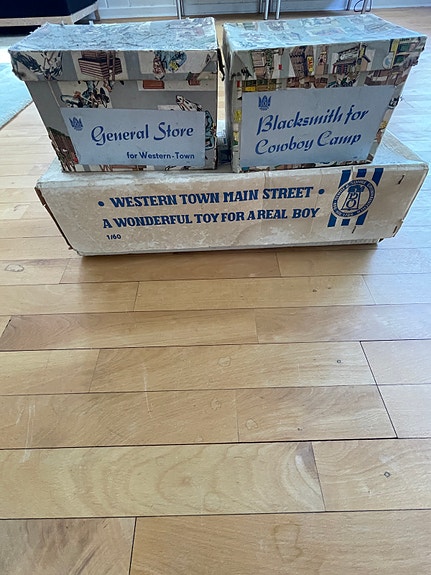 General Store
for Western-Town
Blacksmith for
Cowboy Camp
• WESTERN TOWN MAIN STREET •
A WONDERFUL TOY FOR A REAL BOY
1/60